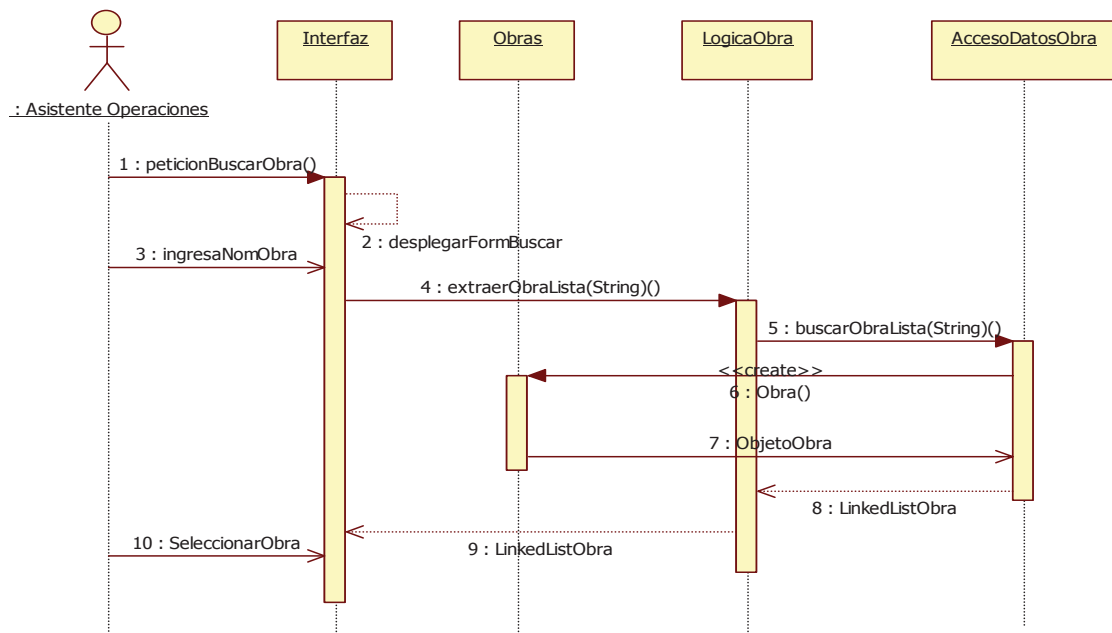 Interfaz
Obras
LogicaObra
AccesoDatosObra
: Asistente Operaciones
1 : peticionBuscarObra()
2 : desplegarFormBuscar
3 : ingresaNomObra
4 : extraerObraLista(String)()
5 : buscarObraLista(String)()
<<create>>
6 : Obra()
7 : ObjetoObra
8 : LinkedListObra
9 : LinkedListObra
10 : SeleccionarObra